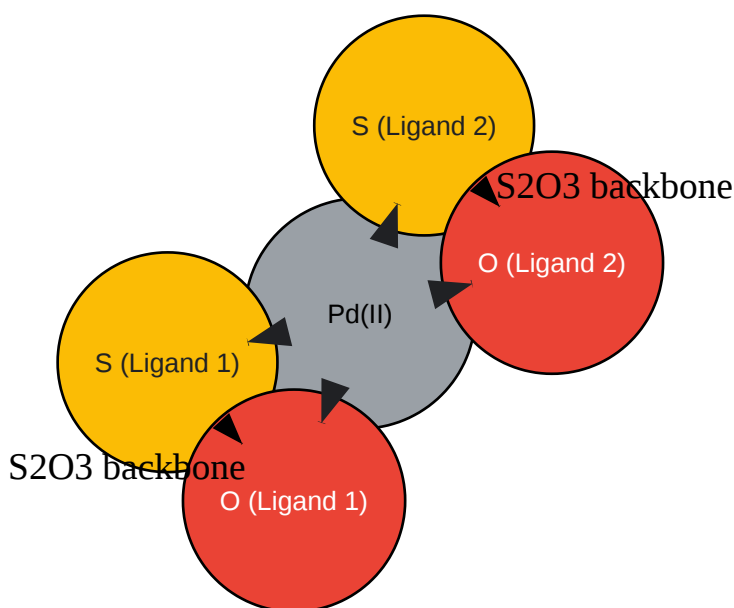 S (Ligand 2)
S2O3 backbone
O (Ligand 2)
Pd(II)
S (Ligand 1)
S2O3 backbone
O (Ligand 1)